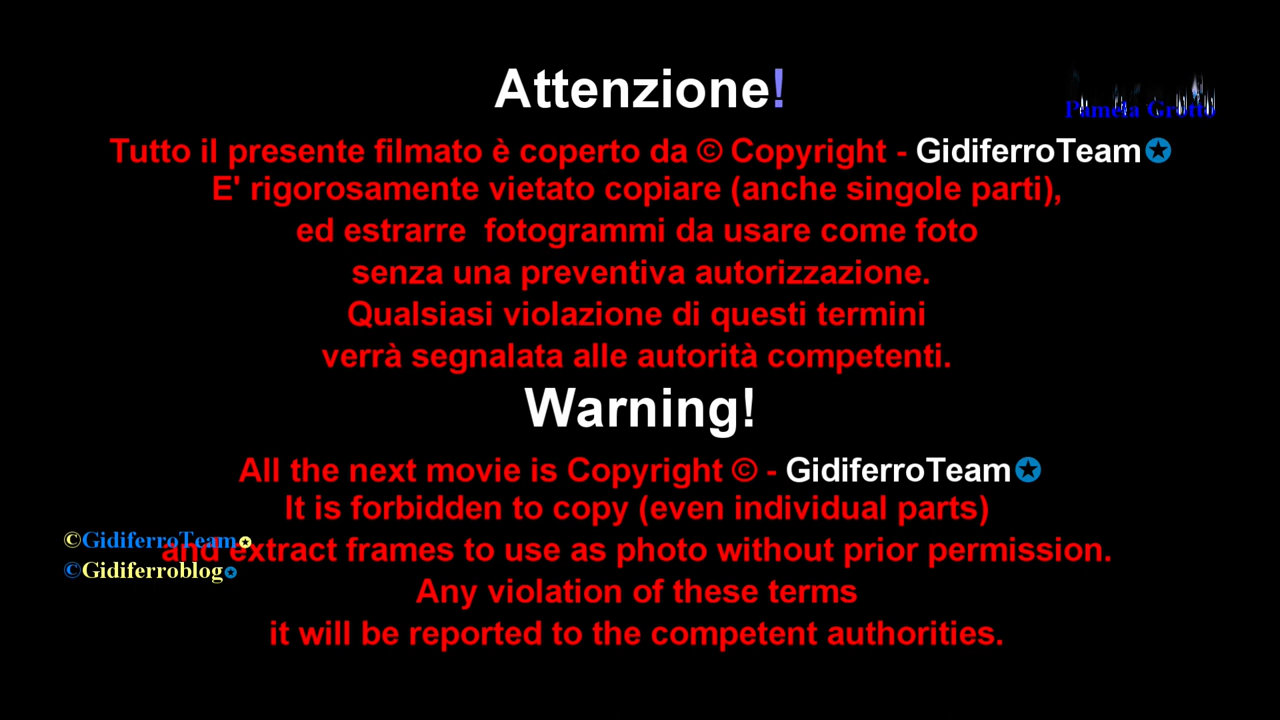 Attenzione!
Pamela Grutto
Tutto il presente filmato è coperto da © Copyright - GidiferroTeam✪
E' rigorosamente vietato copiare (anche singole parti),
ed estrarre fotogrammi da usare come foto
senza una preventiva autorizzazione.
Qualsiasi violazione di questi termini
verrà segnalata alle autorità competenti.
Warning!
All the next movie is Copyright © - GidiferroTeam✪
It is forbidden to copy (even individual parts)
©GidiferroTeam✪
and extract frames to use as photo without prior permission.
©Gidiferroblog✪
Any violation of these terms
it will be reported to the competent authorities.